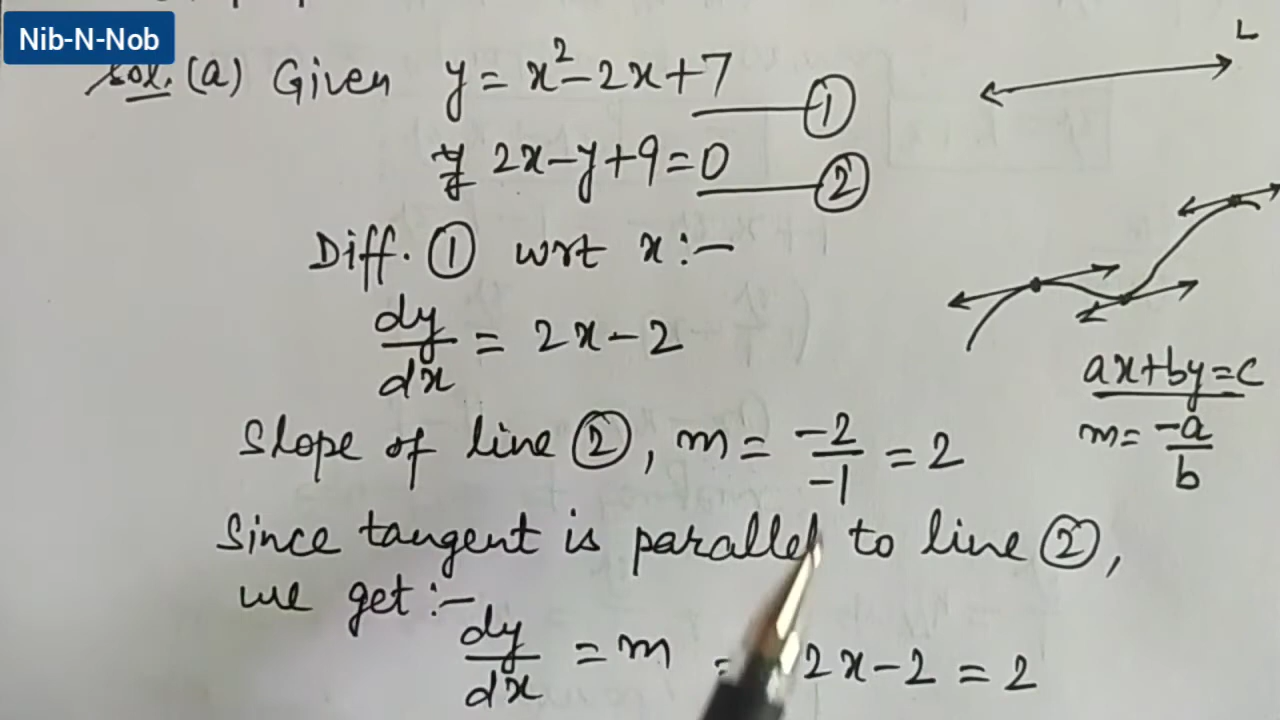 Nib-N-Nob
Sol. (a) Given y = x² - 2x + 7 ①
2x - y + 9 = 0 ②
Diff. ① wrt x :-
dy/dx = 2x - 2
Slope of line ②, m = -2/-1 = 2
Since tangent is parallel to line ②,
we get :-
dy/dx = m 2x - 2 = 2
L
ax + by = c
m = -a/b